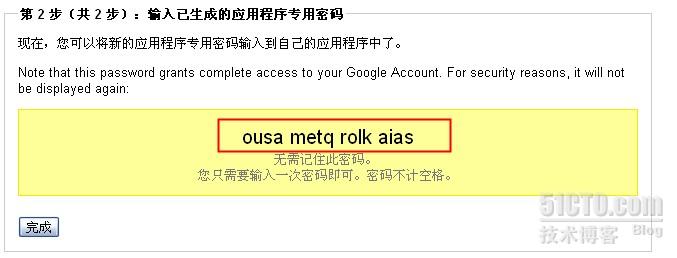 第 2 步（共 2 步）：输入已生成的应用程序专用密码
现在，您可以将新的应用程序专用密码输入到自己的应用程序中了。
Note that this password grants complete access to your Google Account. For security reasons, it will not
be displayed again:
ousa metq rolk aias
无需记住此密码。
您只需要输入一次密码即可。密码不计空格。
完成
51CTO.com
技术博客 Blog